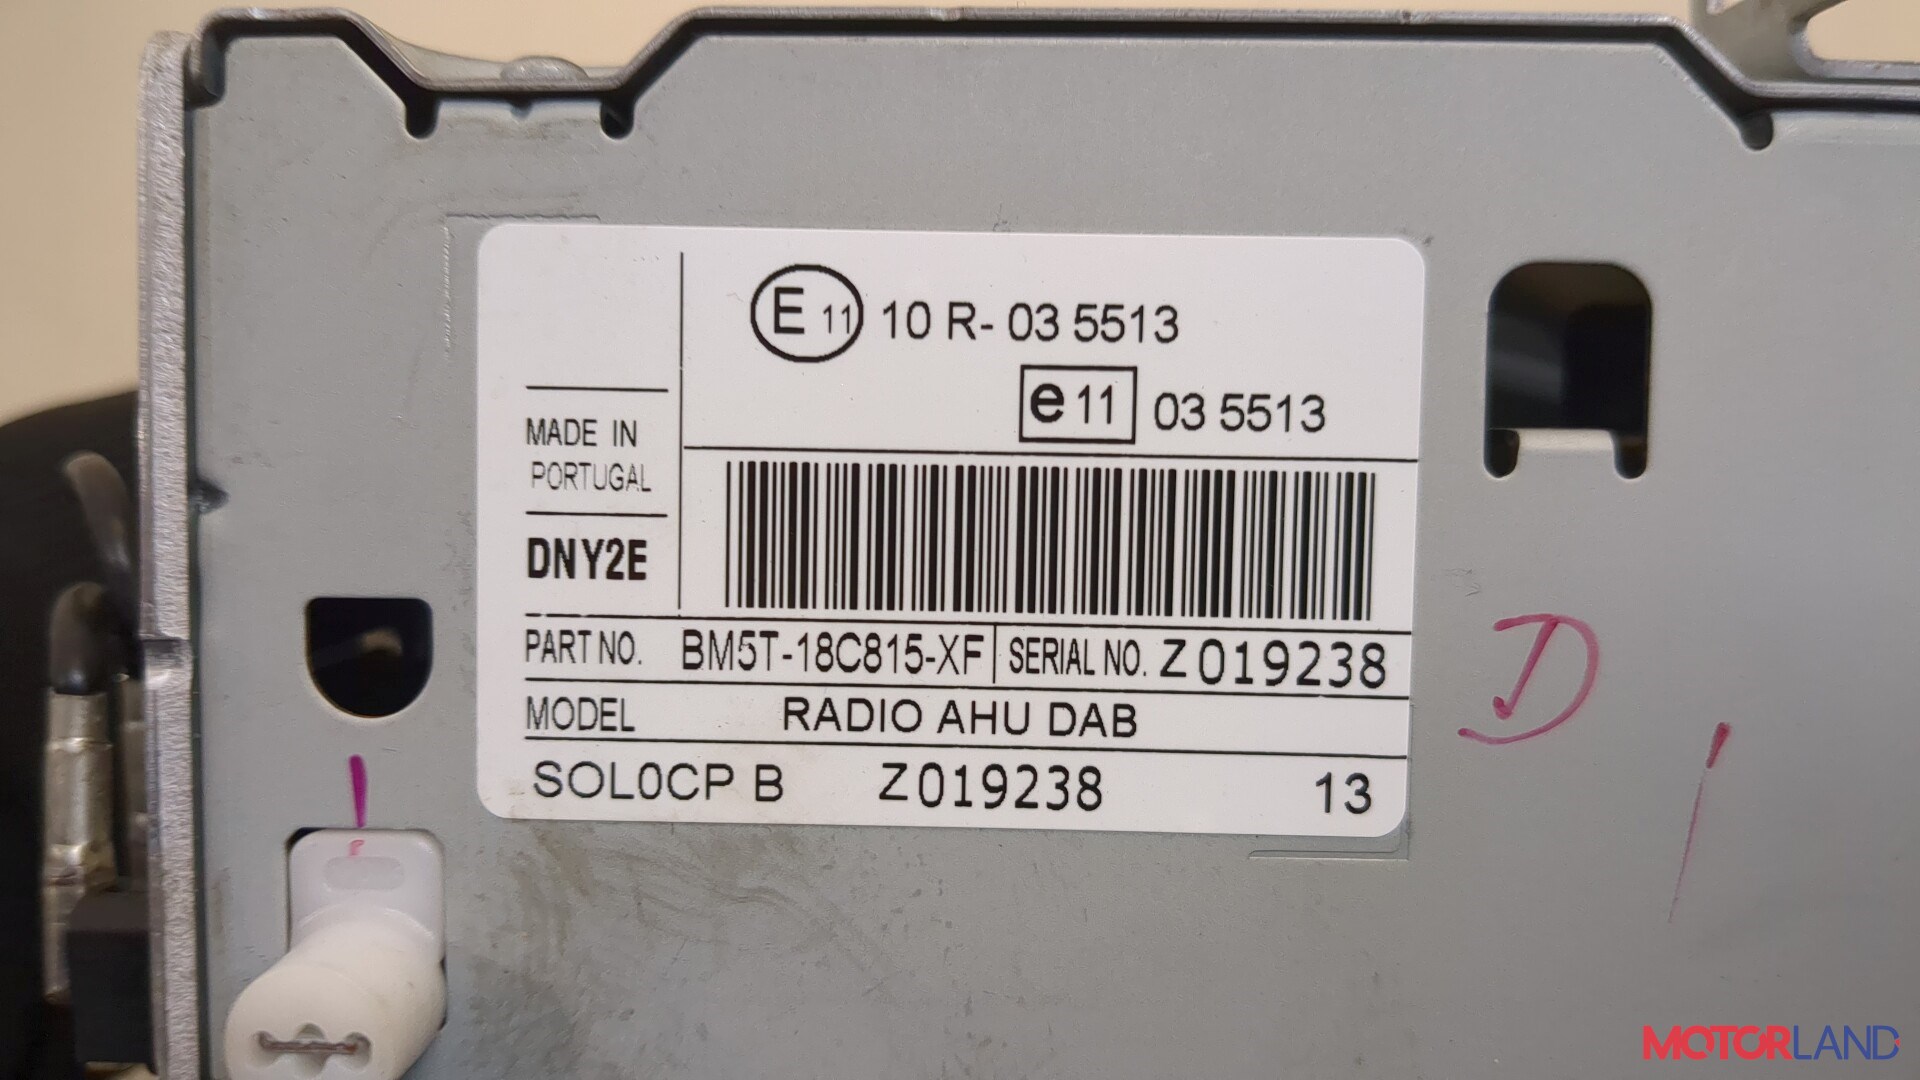 E 11 10 R- 03 5513
e 11 03 5513
MADE IN
PORTUGAL
DNY2E
PART NO. BM5T-18C815-XF SERIAL NO. Z019238
MODEL RADIO AHU DAB
SOL0CP B Z019238 13
D
MOTORLAND